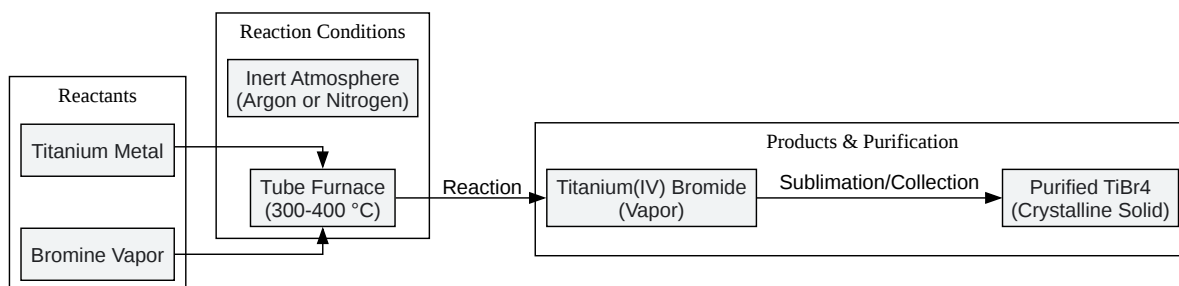 Reactants
Titanium Metal
Bromine Vapor
Reaction Conditions
Inert Atmosphere
(Argon or Nitrogen)
Tube Furnace
(300-400 °C)
Reaction
Products & Purification
Titanium(IV) Bromide
(Vapor)
Sublimation/Collection
Purified TiBr4
(Crystalline Solid)